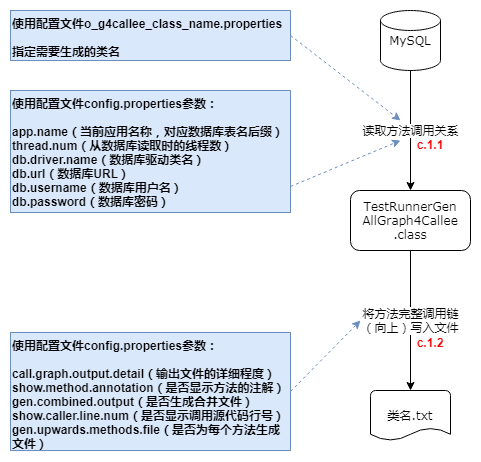 使用配置文件o_g4callee_class_name.properties
指定需要生成的类名
MySQL
使用配置文件config.properties参数：
app.name（当前应用名称，对应数据库表名后缀）
thread.num（从数据库读取时的线程数）
db.driver.name（数据库驱动类名）
db.url（数据库URL）
db.username（数据库用户名）
db.password（数据库密码）
读取方法调用关系
c.1.1
TestRunnerGen
AllGraph4Callee
.class
将方法完整调用链
（向上）写入文件
c.1.2
使用配置文件config.properties参数：
call.graph.output.detail（输出文件的详细程度）
show.method.annotation（是否显示方法的注解）
gen.combined.output（是否生成合并文件）
show.caller.line.num（是否显示调用源代码行号）
gen.upwards.methods.file（是否为每个方法生成
文件）
类名.txt